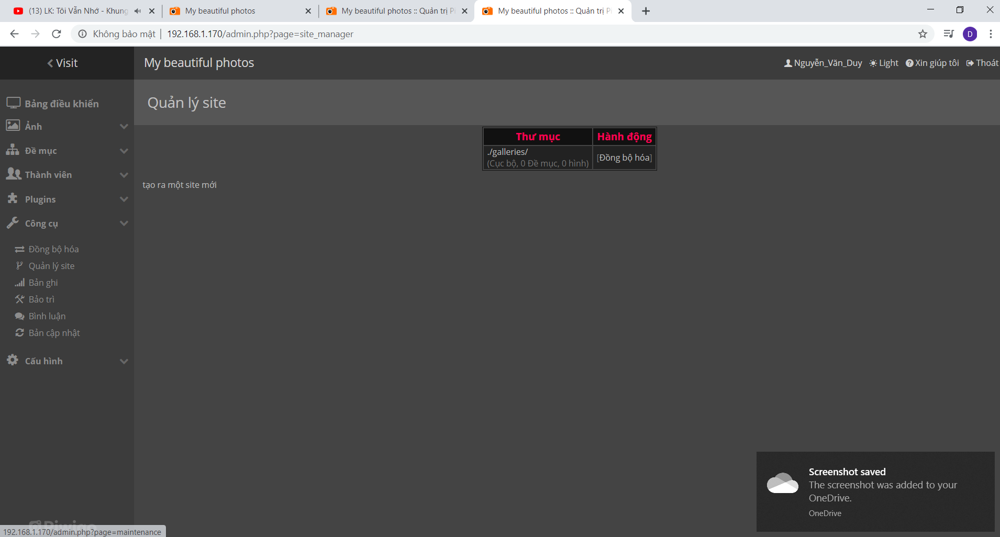 (13) LK: Tôi Vẫn Nhớ - Khung
My beautiful photos
My beautiful photos :: Quản trị Pi
My beautiful photos :: Quản trị Pi
Không bảo mật | 192.168.1.170/admin.php?page=site_manager
D
Visit
My beautiful photos
Nguyễn_Văn_Duy
Light
Xin giúp tôi
Thoát
Bảng điều khiển
Ảnh
Đề mục
Thành viên
Plugins
Công cụ
Đồng bộ hóa
Quản lý site
Bản ghi
Bảo trì
Bình luận
Bản cập nhật
Cấu hình
Quản lý site
Thư mục Hành động
./galleries/
(Cục bộ, 0 Đề mục, 0 hình)
[Đồng bộ hóa]
tạo ra một site mới
Screenshot saved
The screenshot was added to your
OneDrive.
OneDrive
Piwigo
192.168.1.170/admin.php?page=maintenance